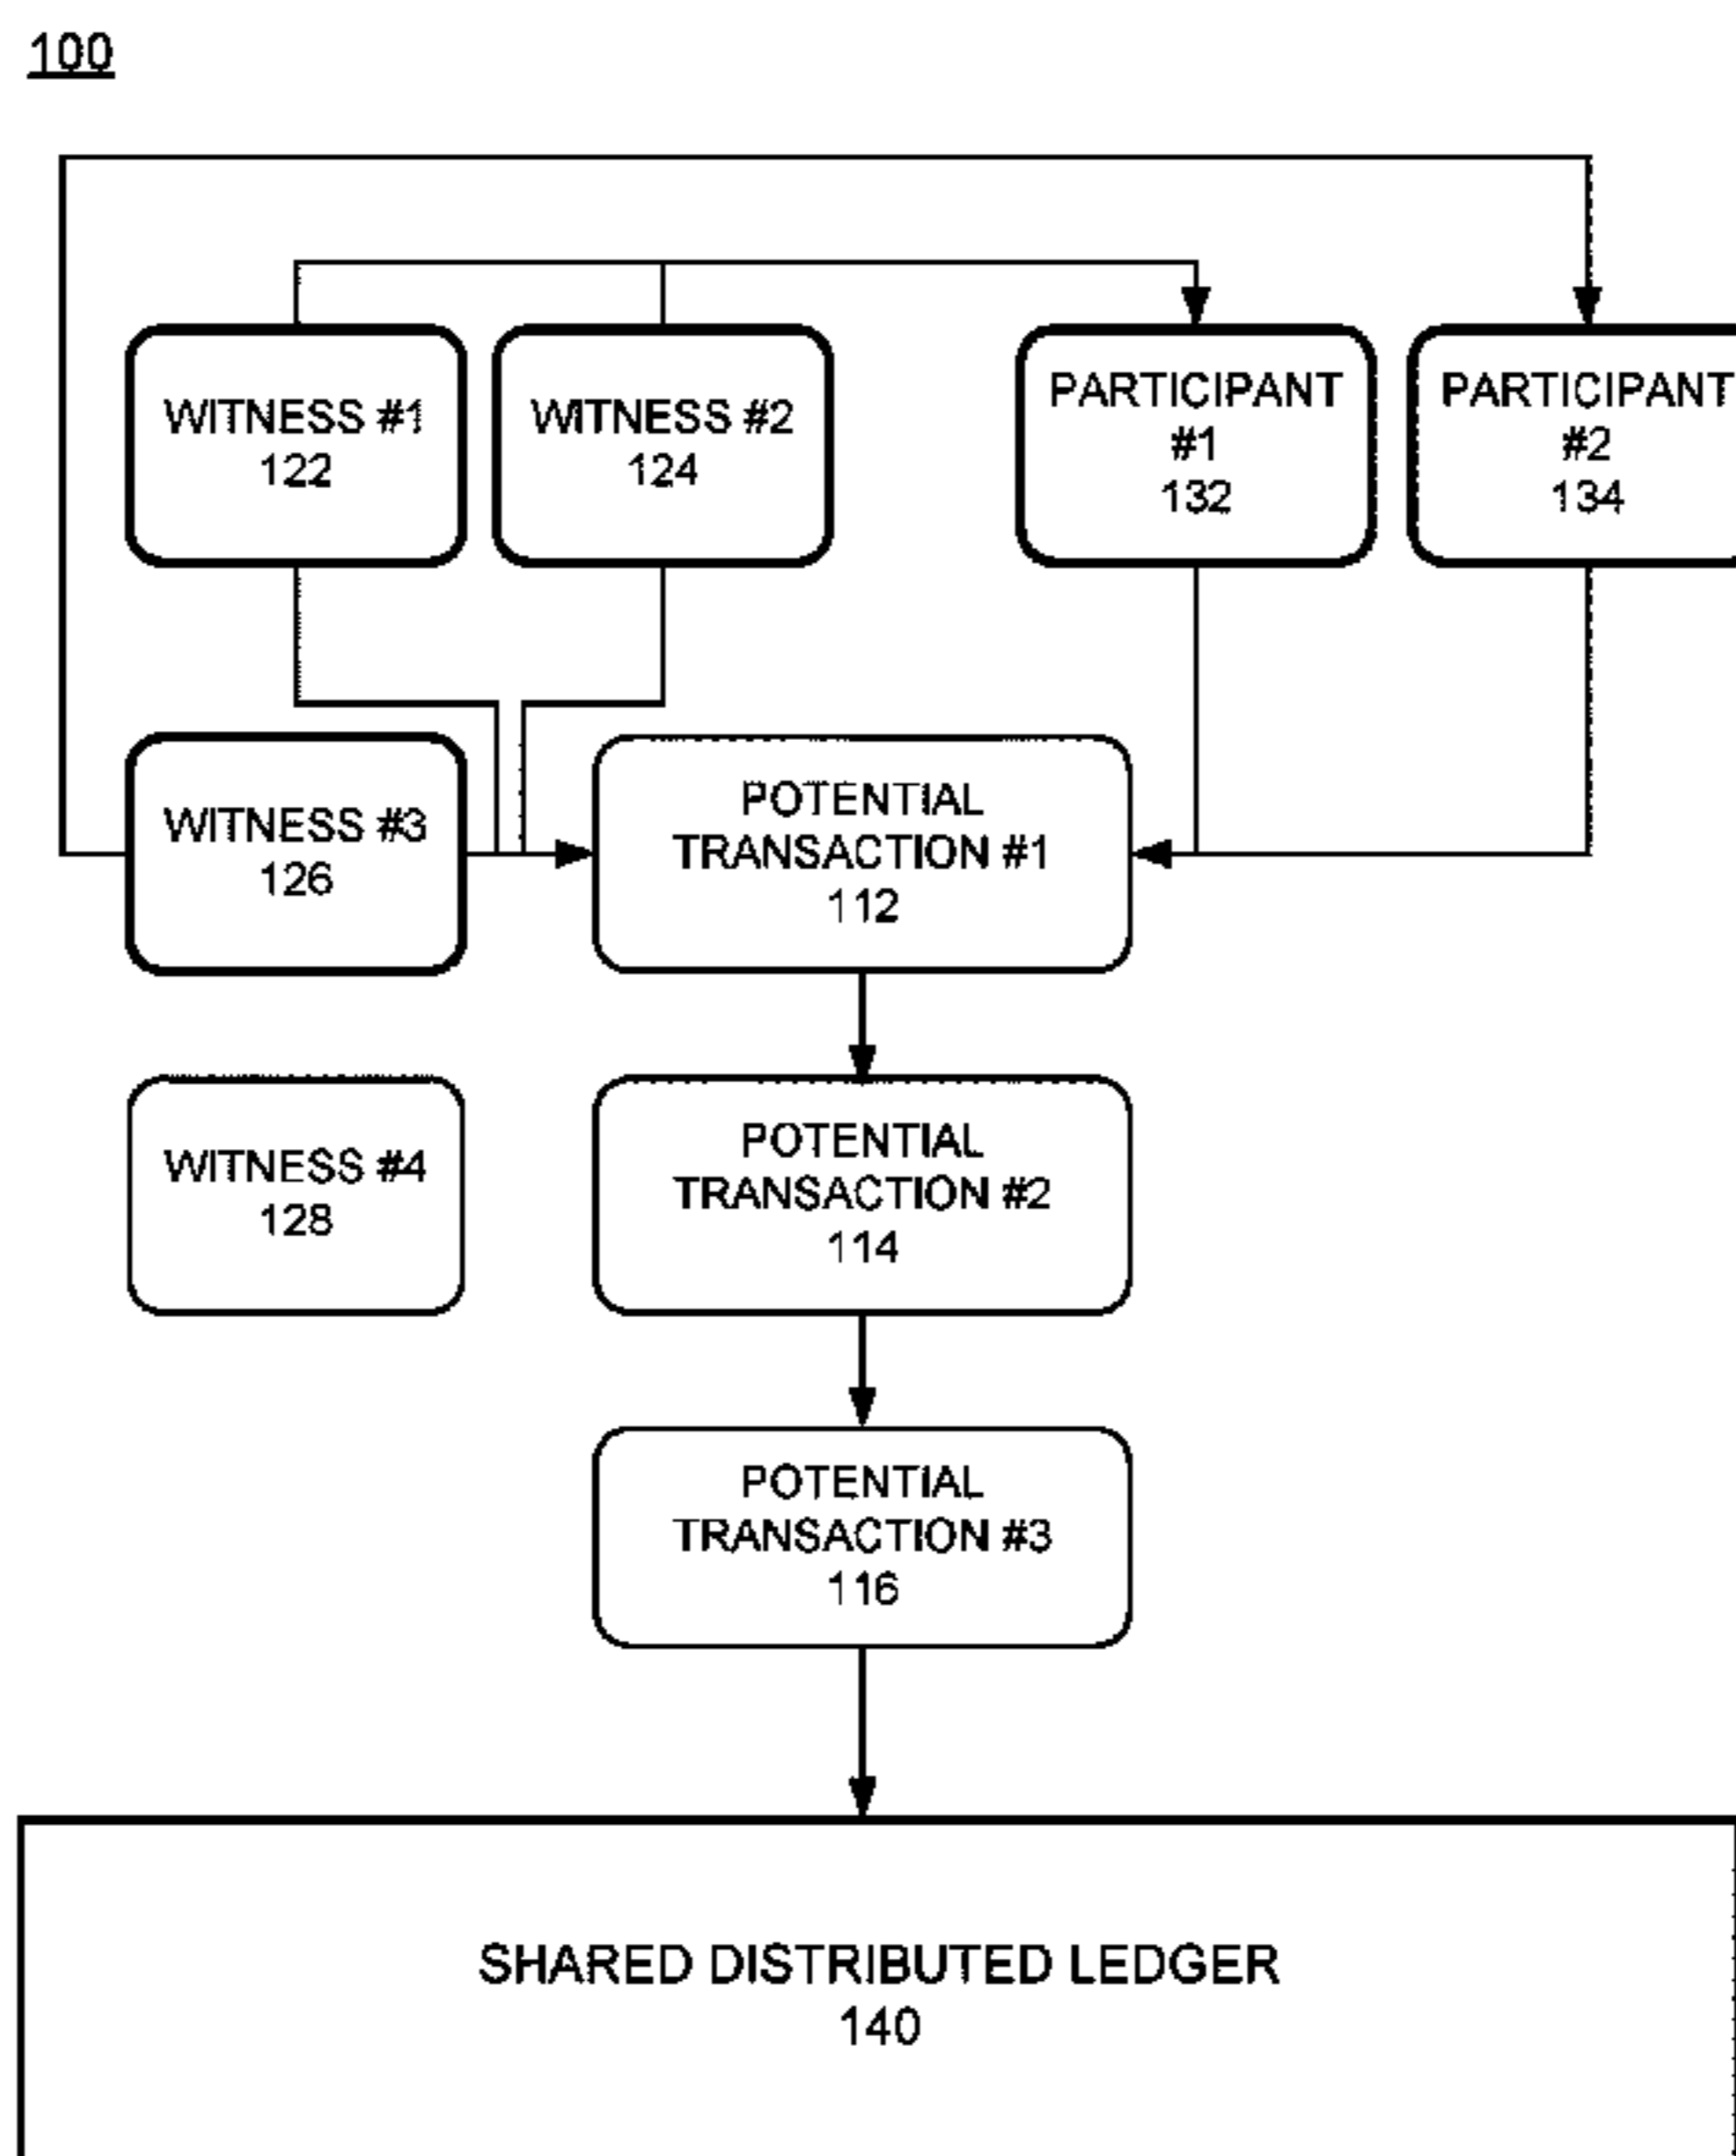 100
WITNESS #1
122
WITNESS #2
124
PARTICIPANT
#1
132
PARTICIPANT
#2
134
WITNESS #3
126
POTENTIAL
TRANSACTION #1
112
WITNESS #4
128
POTENTIAL
TRANSACTION #2
114
POTENTIAL
TRANSACTION #3
116
SHARED DISTRIBUTED LEDGER
140